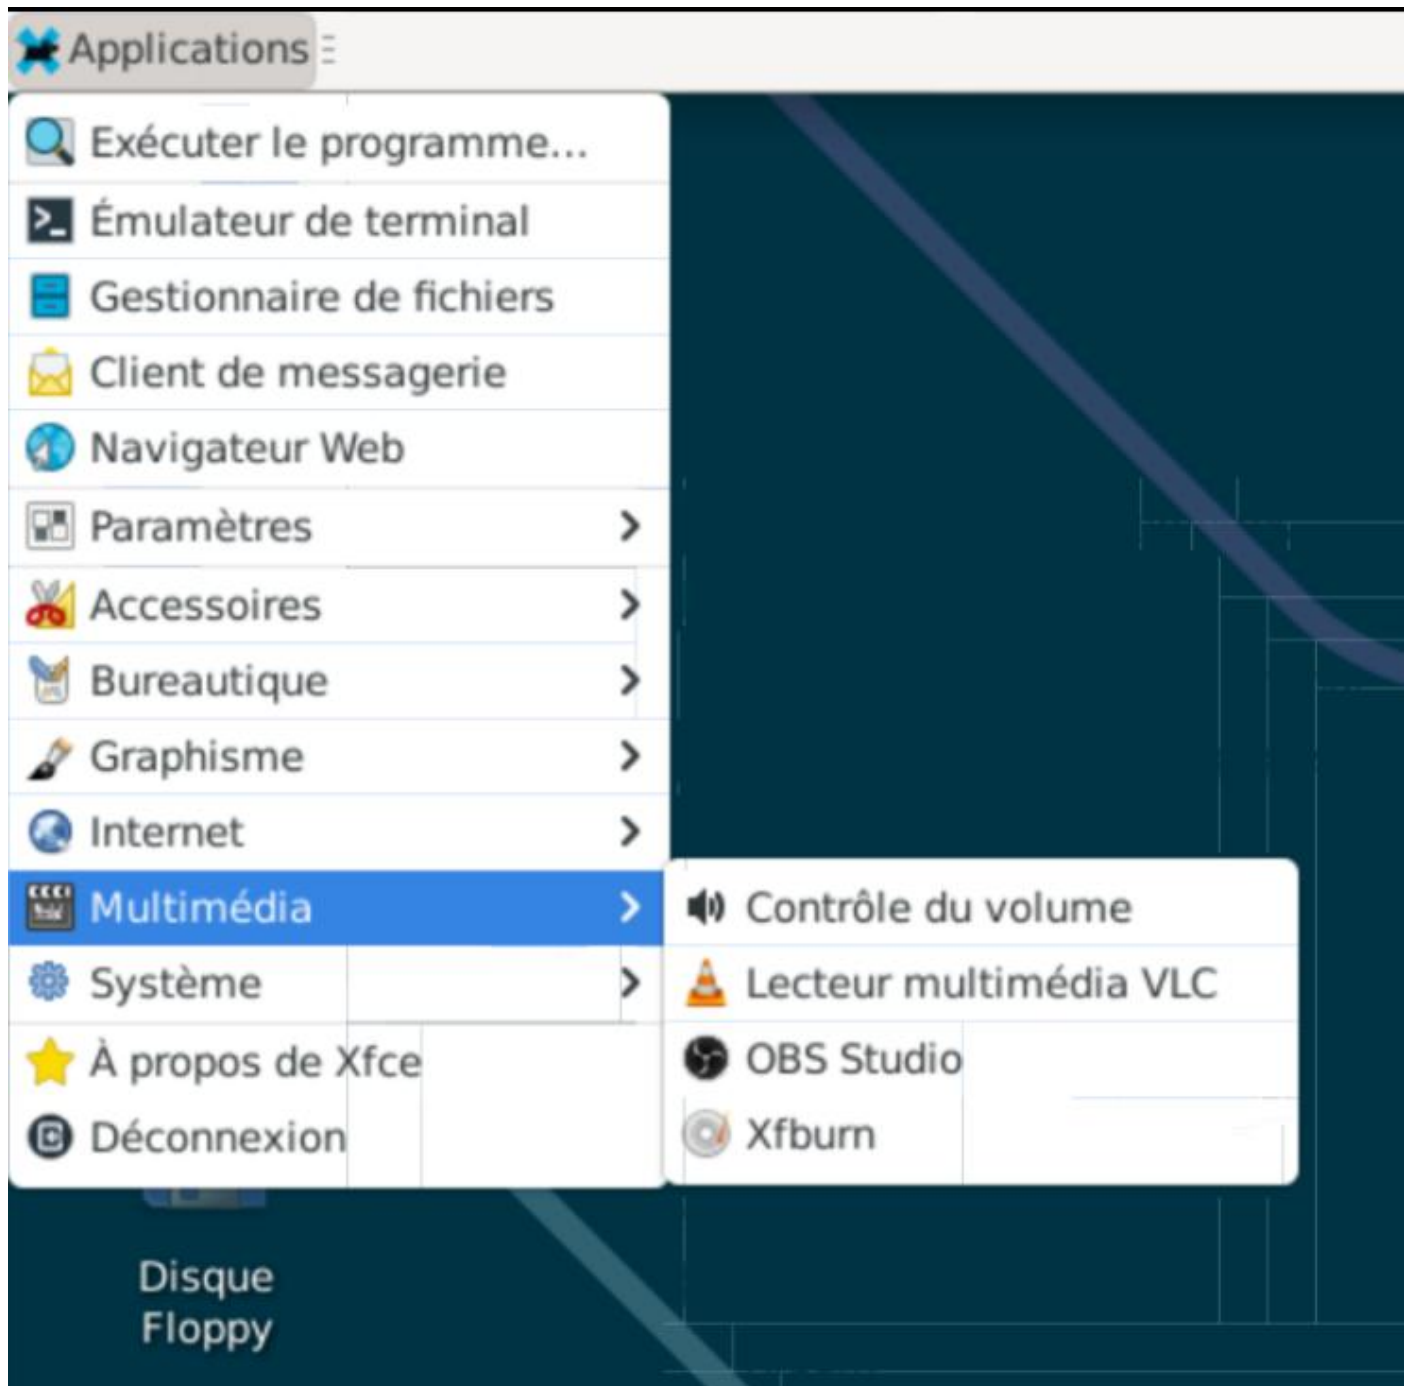 Applications
Exécuter le programme...
Émulateur de terminal
Gestionnaire de fichiers
Client de messagerie
Navigateur Web
Paramètres
Accessoires
Bureautique
Graphisme
Internet
Multimédia
Système
À propos de Xfce
Déconnexion
Contrôle du volume
Lecteur multimédia VLC
OBS Studio
Xfburn
Disque
Floppy